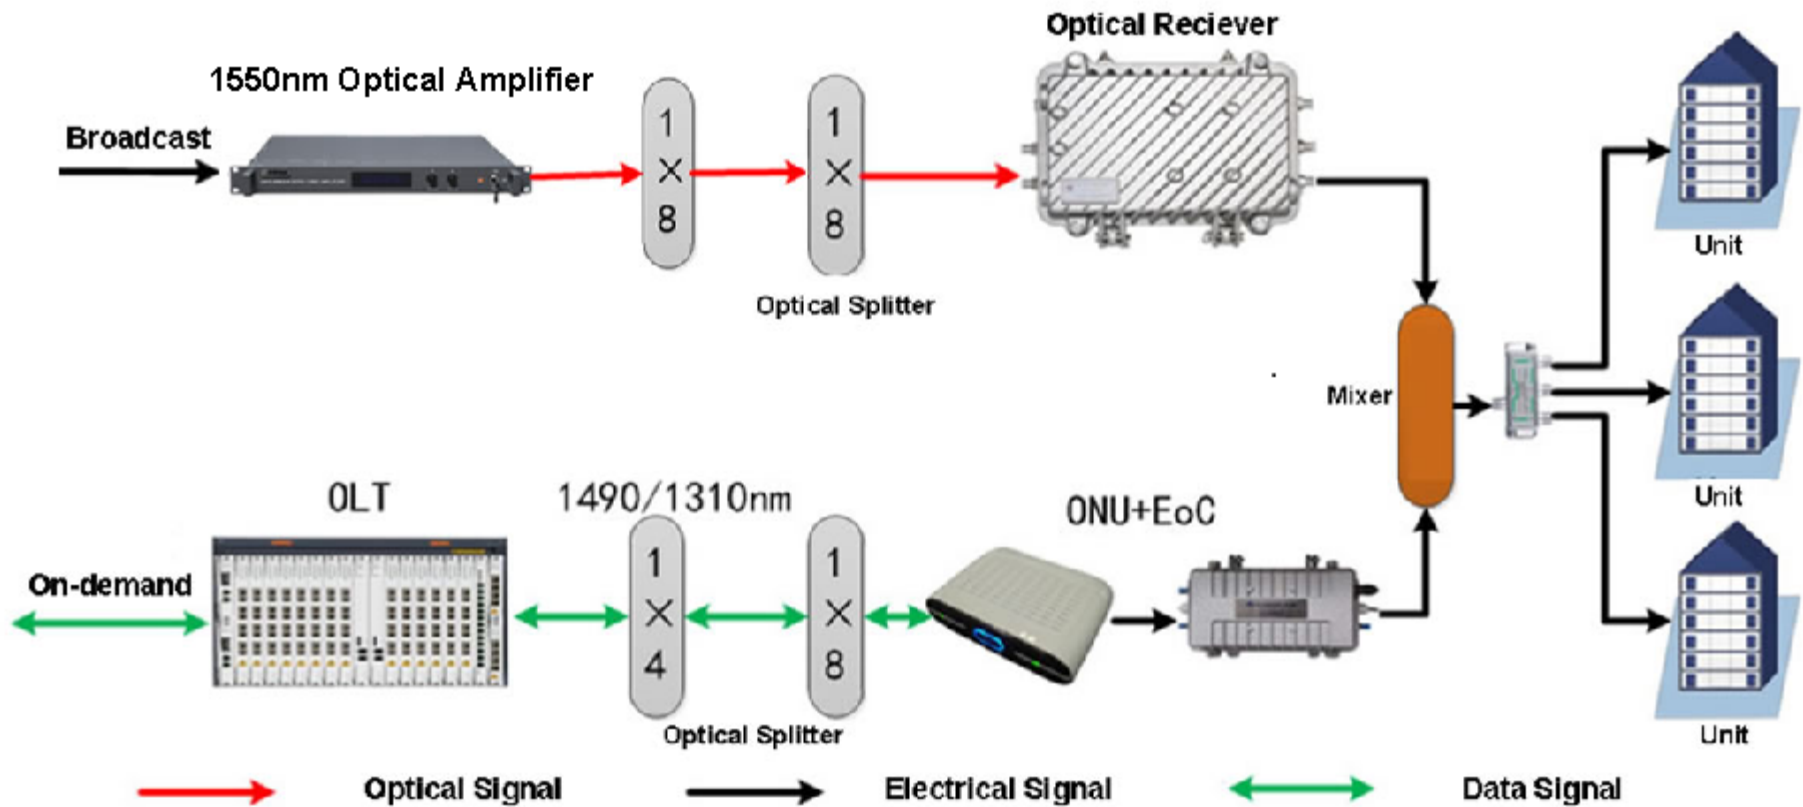 Optical Reciever
1550nm Optical Amplifier
Broadcast
1
X
8
1
X
8
Unit
Optical Splitter
Mixer
Unit
OLT
1490/1310nm
ONU+EoC
On-demand
1
X
4
1
X
8
Optical Splitter
Unit
Optical Signal
Electrical Signal
Data Signal